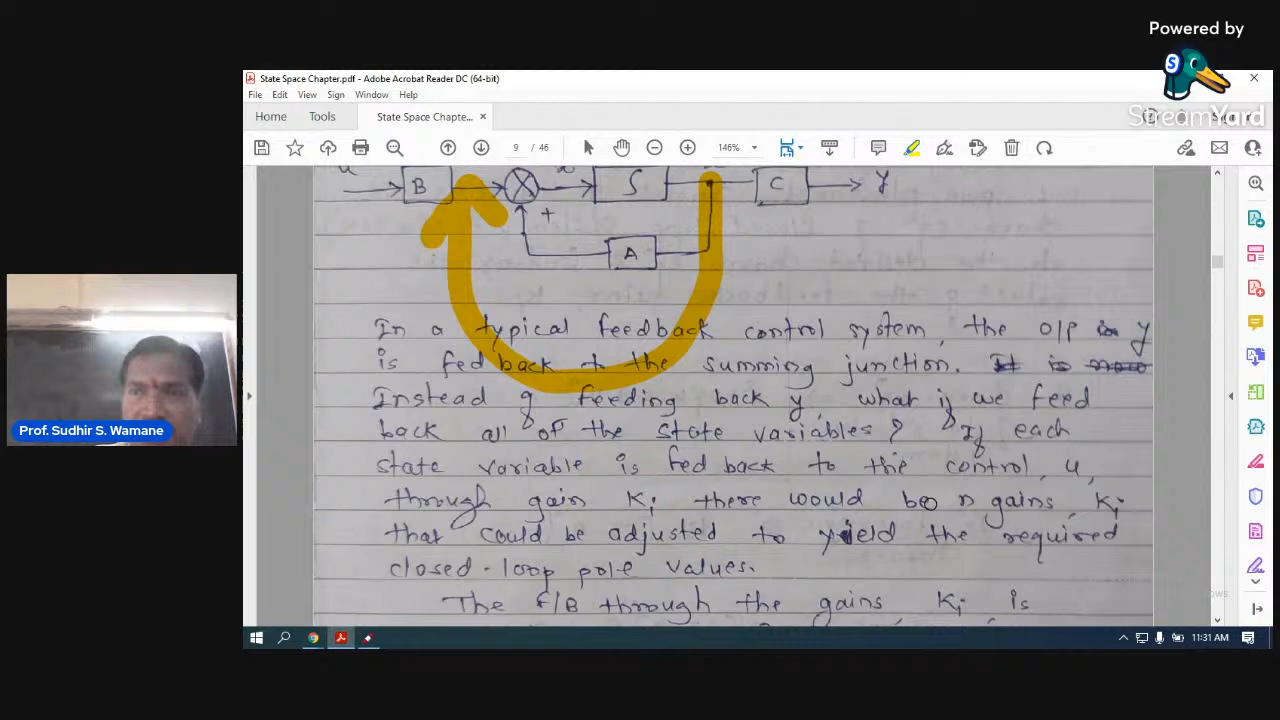 Powered by
S
StreamYard
State Space Chapter.pdf - Adobe Acrobat Reader DC (64-bit)
File Edit View Sign Window Help
Home Tools State Space Chapte...
9 / 46 146%
u B ∫ C y
+
A
In a typical feedback control system, the o/p y
is fed back to the summing junction.
Instead of feeding back y, what if we feed
back all of the state variables? If each
state variable is fed back to the control, u,
through gain Ki there would be n gains, Ki
that could be adjusted to yield the required
closed-loop pole values.
The F/B through the gains Ki is
Prof. Sudhir S. Wamane
11:31 AM